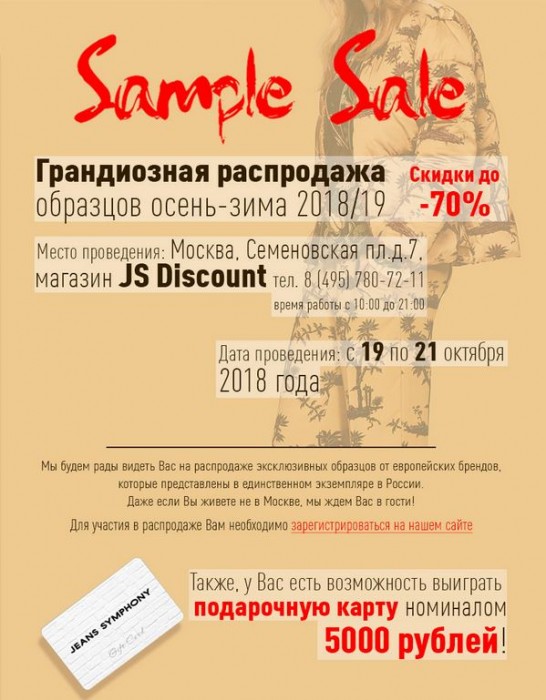 Sample Sale
Грандиозная распродажа
образцов осень-зима 2018/19
Скидки до
-70%
Место проведения: Москва, Семеновская пл.д.7,
магазин JS Discount тел. 8 (495) 780-72-11
время работы с 10:00 до 21:00
Дата проведения: с 19 по 21 октября
2018 года
Мы будем рады видеть Вас на распродаже эксклюзивных образцов от европейских брендов,
которые представлены в единственном экземпляре в России.
Даже если Вы живете не в Москве, мы ждем Вас в гости!
Для участия в распродаже Вам необходимо зарегистрироваться на нашем сайте
JEANS SYMPHONY
Gift Card
Также, у Вас есть возможность выиграть
подарочную карту номиналом
5000 рублей!